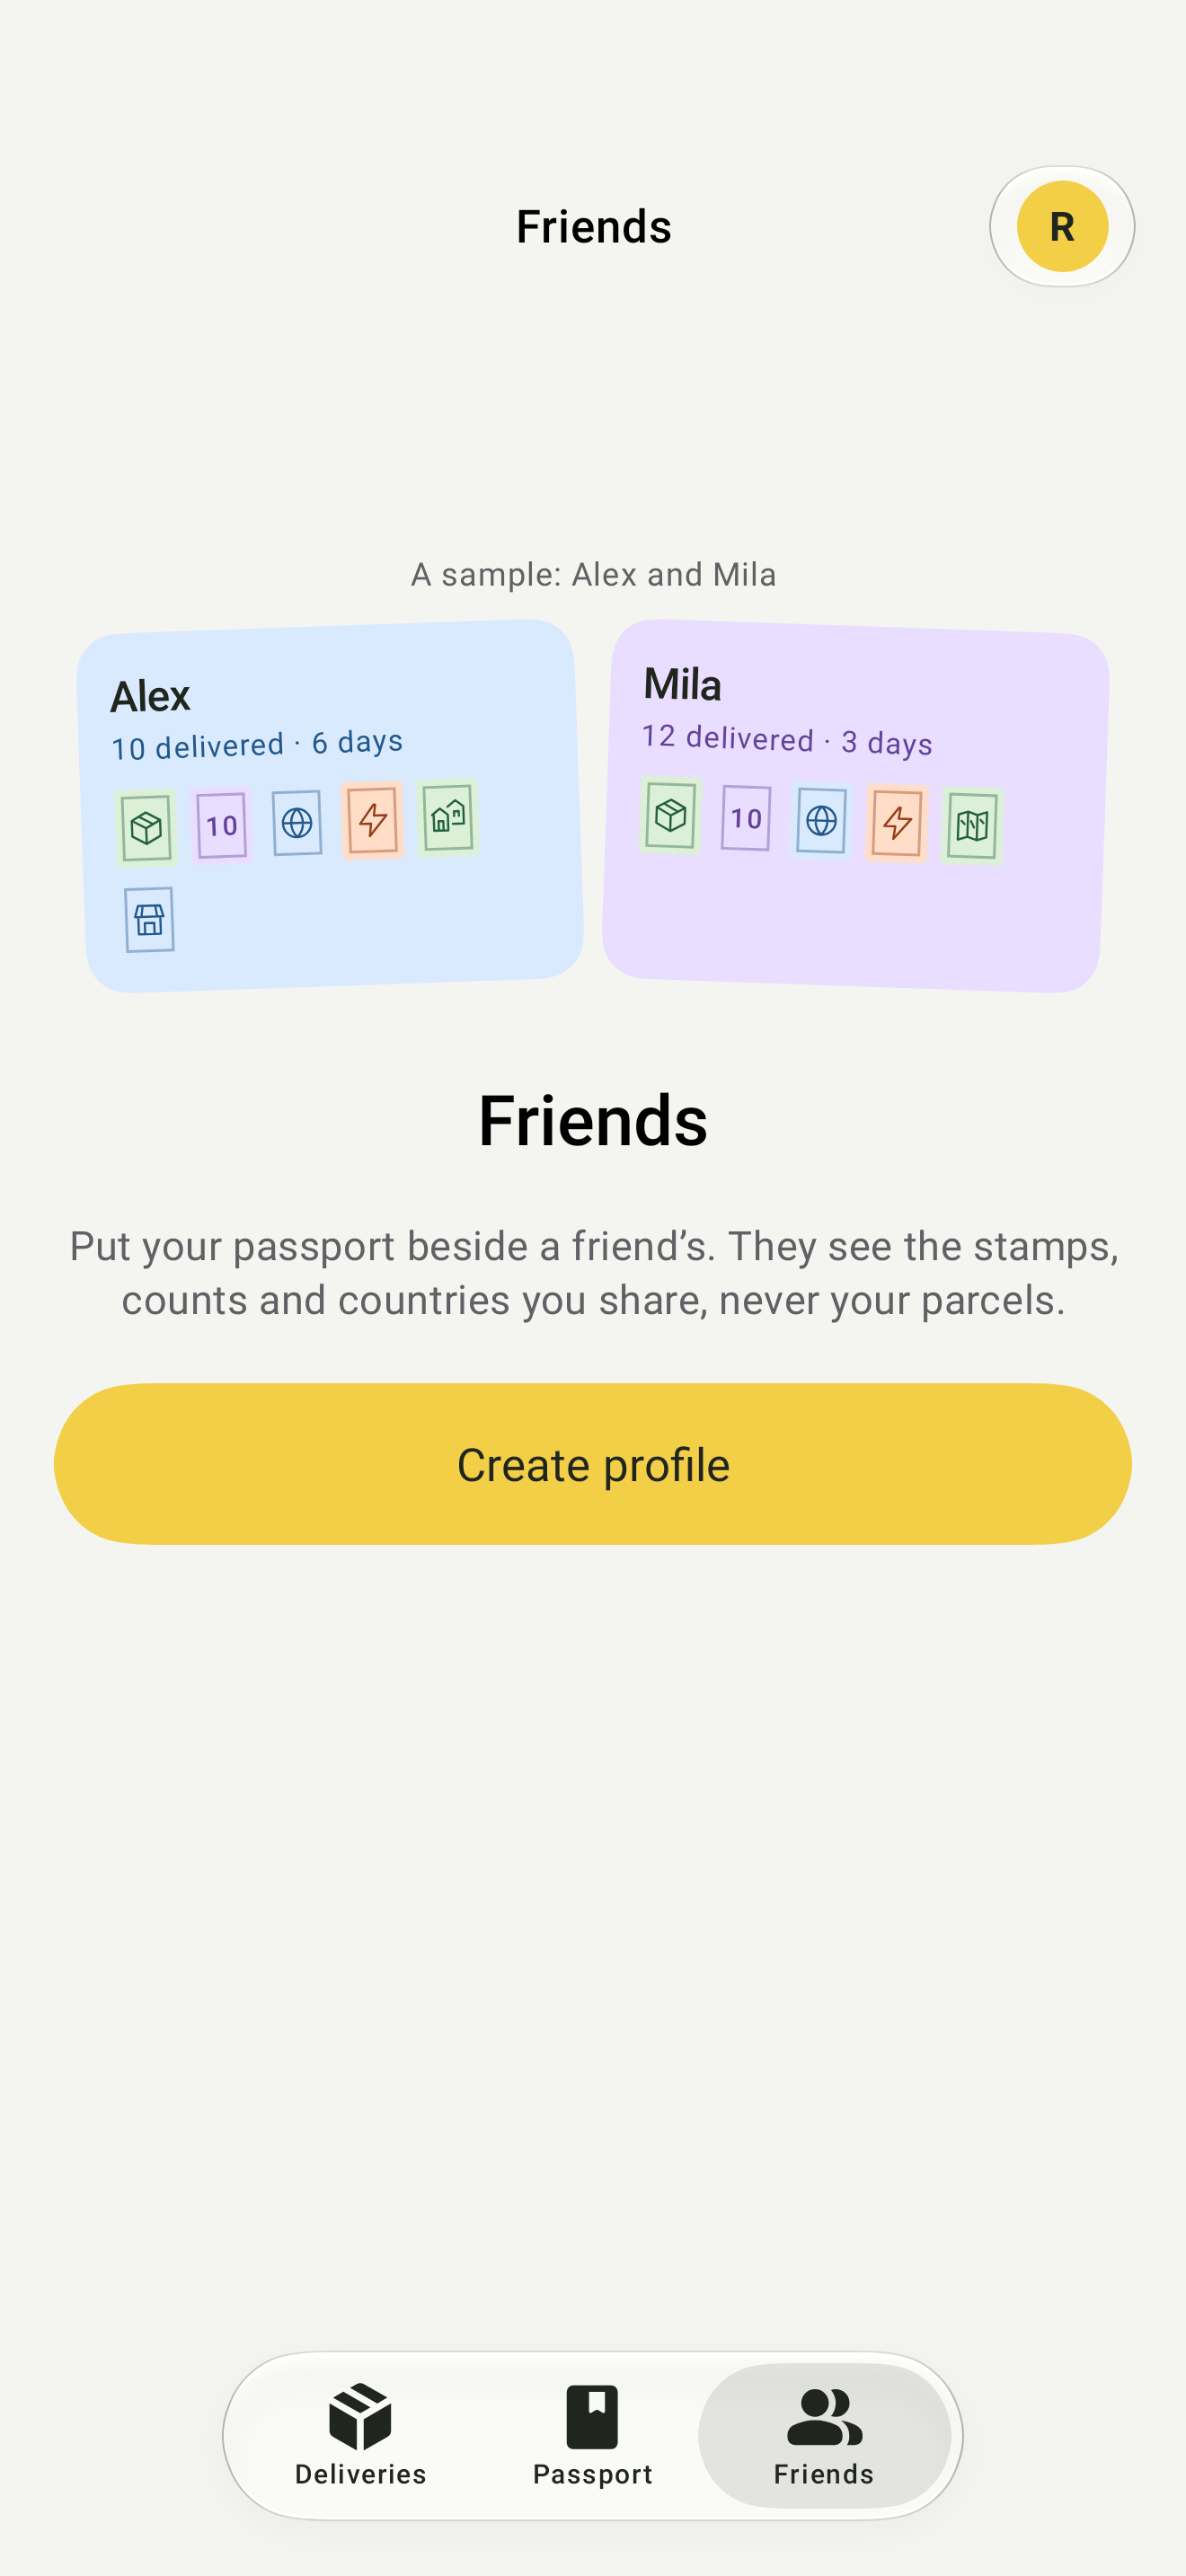 Friends
R
A sample: Alex and Mila
Alex
10 delivered · 6 days
10
Mila
12 delivered · 3 days
10
Friends
Put your passport beside a friend’s. They see the stamps,
counts and countries you share, never your parcels.
Create profile
Deliveries
Passport
Friends